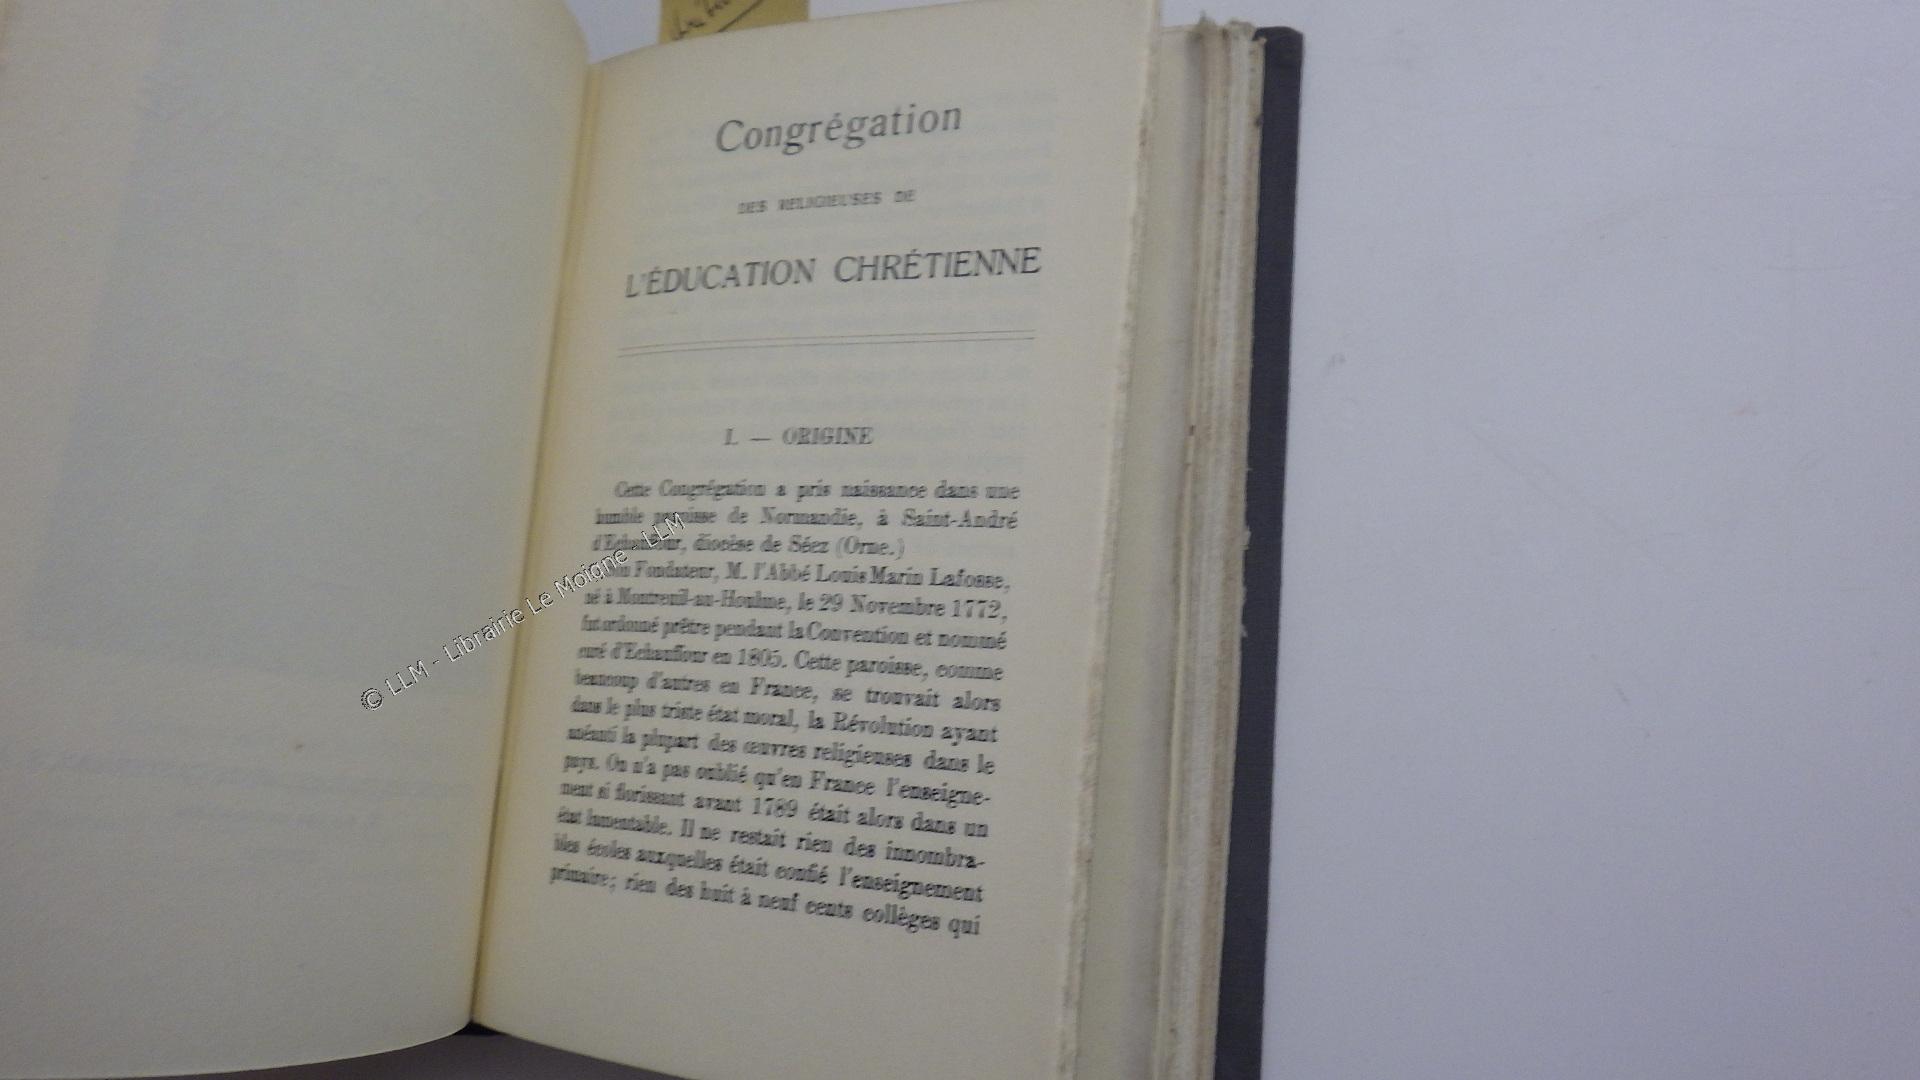 Congrégation
DES RELIGIEUSES DE
L'ÉDUCATION CHRÉTIENNE
I. — ORIGINE
Cette Congrégation a pris naissance dans une
humble paroisse de Normandie, à Saint-André
d'Echauffour, diocèse de Séez (Orne.)
Fondateur, M. l'Abbé Louis Marin Lafosse,
né à Montreuil-au-Houlme, le 29 Novembre 1772,
fut ordonné prêtre pendant la Convention et nommé
curé d'Echauffour en 1805. Cette paroisse, comme
beaucoup d'autres en France, se trouvait alors
dans le plus triste état moral, la Révolution ayant
anéanti la plupart des œuvres religieuses dans le
pays. On n'a pas oublié qu'en France l'enseigne-
ment si florissant avant 1789 était alors dans un
état lamentable. Il ne restait rien des innombra-
bles écoles auxquelles était confié l'enseignement
primaire; rien des huit à neuf cents collèges qui
© LLM - Librairie Le Moigne - LLM